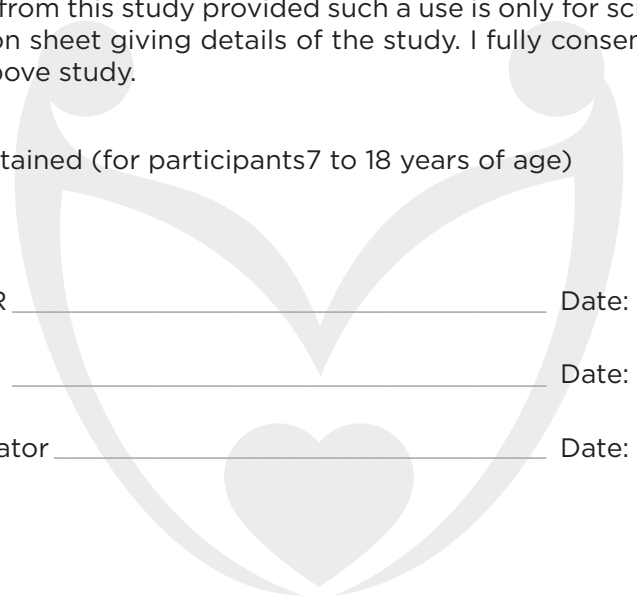 from this study provided such a use is only for sc
on sheet giving details of the study. I fully conse
ove study.
tained (for participants7 to 18 years of age)
R Date:
Date:
ator Date: